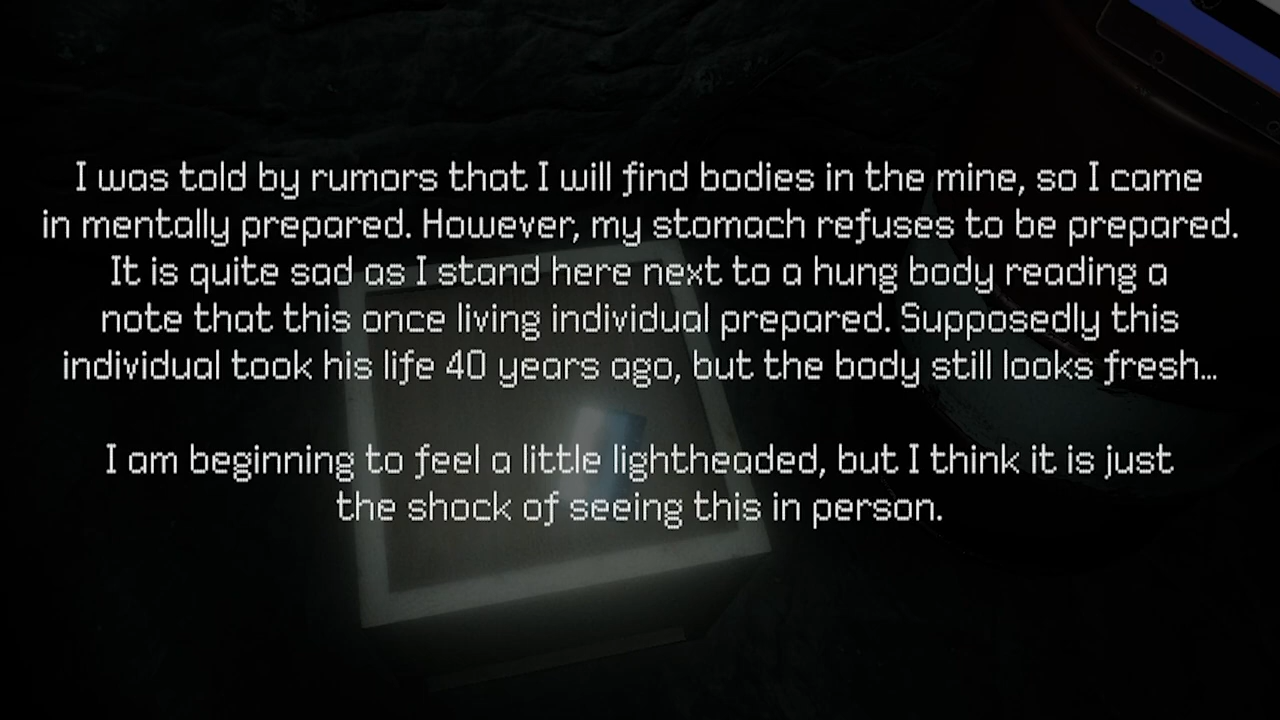 I was told by rumors that I will find bodies in the mine, so I came
in mentally prepared. However, my stomach refuses to be prepared.
It is quite sad as I stand here next to a hung body reading a
note that this once living individual prepared. Supposedly this
individual took his life 40 years ago, but the body still looks fresh...
I am beginning to feel a little lightheaded, but I think it is just
the shock of seeing this in person.